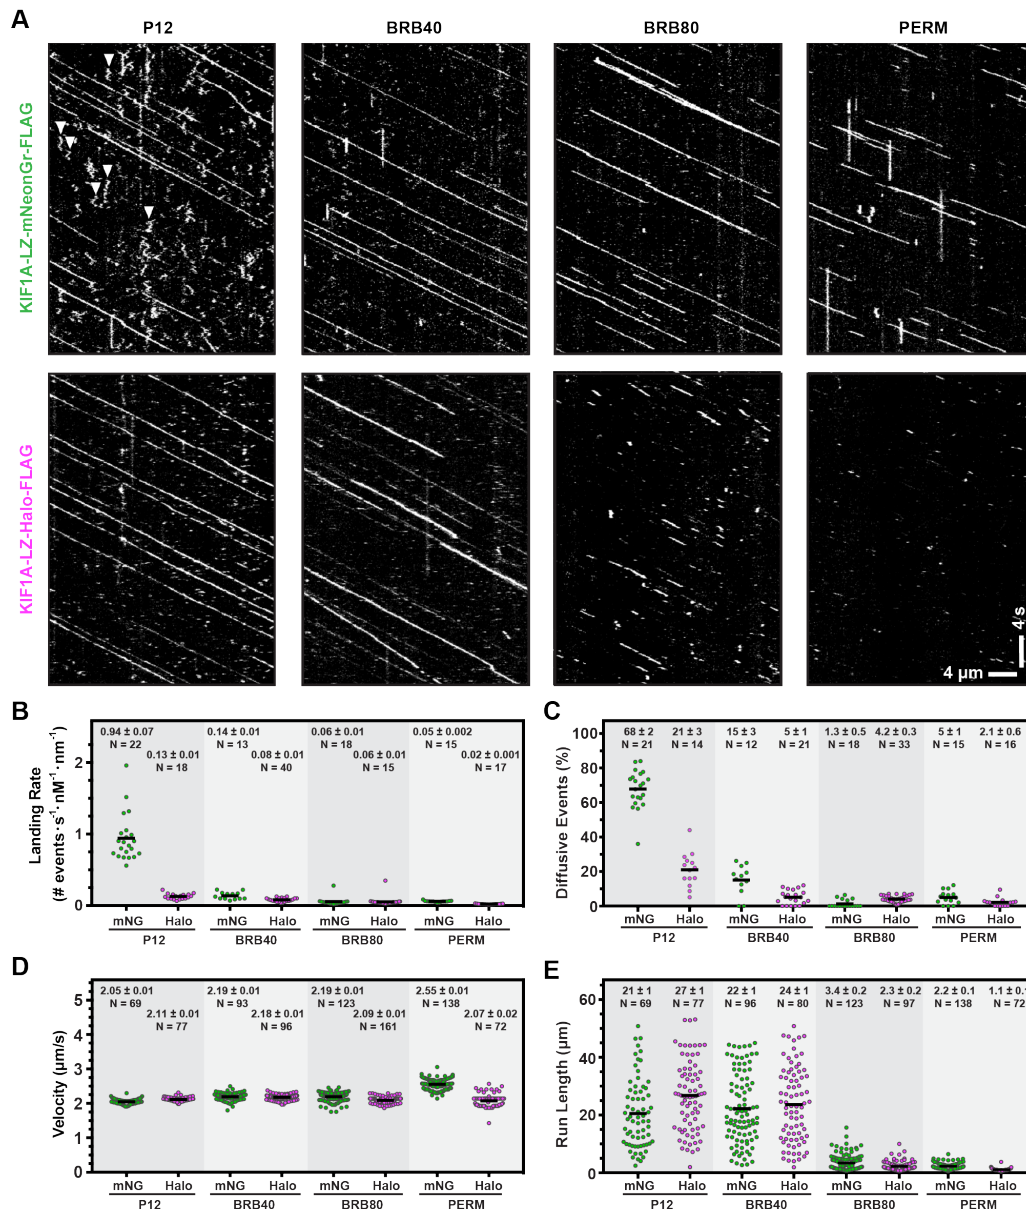 A
P12
BRB40
BRB80
PERM
KIF1A-LZ-mNeonGr-FLAG
KIF1A-LZ-Halo-FLAG
4 s
4 µm
B
Landing Rate
(# events·s⁻¹·nM⁻¹·nm⁻¹)
2
1
0
0.94 ± 0.07
N = 22
0.13 ± 0.01
N = 18
0.14 ± 0.01
N = 13
0.08 ± 0.01
N = 40
0.06 ± 0.01
N = 18
0.06 ± 0.01
N = 15
0.05 ± 0.002
N = 15
0.02 ± 0.001
N = 17
mNG Halo mNG Halo mNG Halo mNG Halo
P12 BRB40 BRB80 PERM
C
Diffusive Events (%)
100
80
60
40
20
0
68 ± 2
N = 21
21 ± 3
N = 14
15 ± 3
N = 12
5 ± 1
N = 21
1.3 ± 0.5
N = 18
4.2 ± 0.3
N = 33
5 ± 1
N = 15
2.1 ± 0.6
N = 16
mNG Halo mNG Halo mNG Halo mNG Halo
P12 BRB40 BRB80 PERM
D
Velocity (µm/s)
5
4
3
2
1
0
2.05 ± 0.01
N = 69
2.11 ± 0.01
N = 77
2.19 ± 0.01
N = 93
2.18 ± 0.01
N = 96
2.19 ± 0.01
N = 123
2.09 ± 0.01
N = 161
2.55 ± 0.01
N = 138
2.07 ± 0.02
N = 72
mNG Halo mNG Halo mNG Halo mNG Halo
P12 BRB40 BRB80 PERM
E
Run Length (µm)
60
40
20
0
21 ± 1
N = 69
27 ± 1
N = 77
22 ± 1
N = 96
24 ± 1
N = 80
3.4 ± 0.2
N = 123
2.3 ± 0.2
N = 97
2.2 ± 0.1
N = 138
1.1 ± 0.1
N = 72
mNG Halo mNG Halo mNG Halo mNG Halo
P12 BRB40 BRB80 PERM